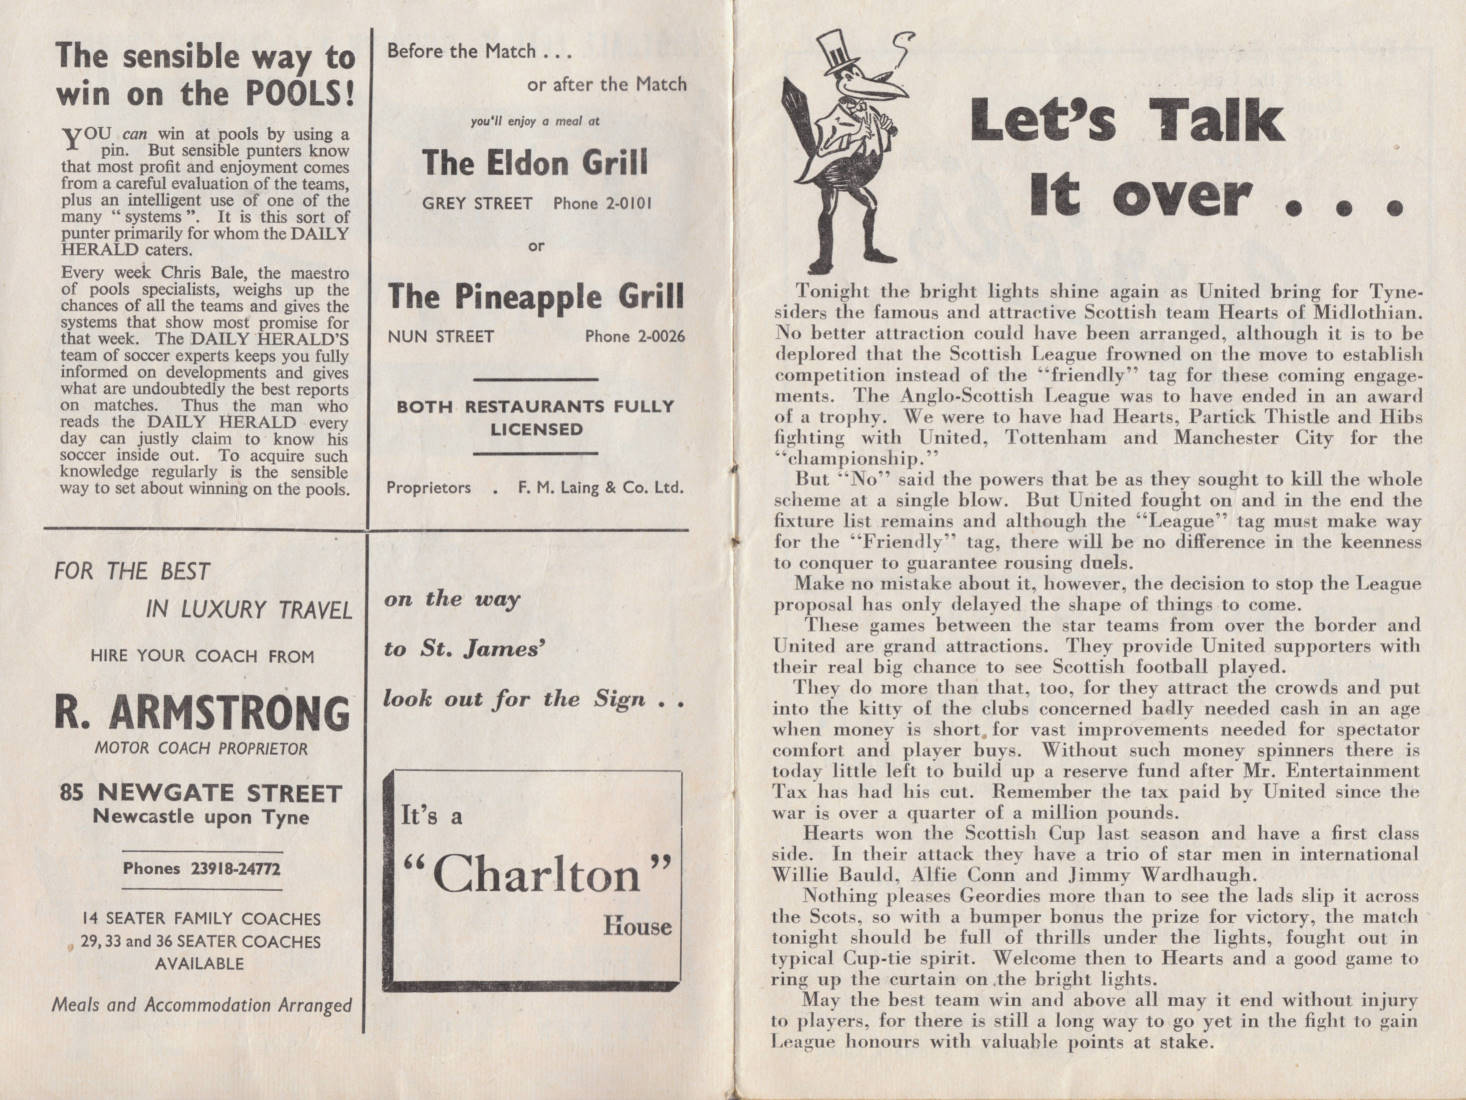 The sensible way to
win on the POOLS!
YOU can win at pools by using a
pin. But sensible punters know
that most profit and enjoyment comes
from a careful evaluation of the teams,
plus an intelligent use of one of the
many “ systems ”. It is this sort of
punter primarily for whom the DAILY
HERALD caters.
Every week Chris Bale, the maestro
of pools specialists, weighs up the
chances of all the teams and gives the
systems that show most promise for
that week. The DAILY HERALD'S
team of soccer experts keeps you fully
informed on developments and gives
what are undoubtedly the best reports
on matches. Thus the man who
reads the DAILY HERALD every
day can justly claim to know his
soccer inside out. To acquire such
knowledge regularly is the sensible
way to set about winning on the pools.
Before the Match . . .
or after the Match
you'll enjoy a meal at
The Eldon Grill
GREY STREET Phone 2-0101
or
The Pineapple Grill
NUN STREET Phone 2-0026
BOTH RESTAURANTS FULLY
LICENSED
Proprietors . F. M. Laing & Co. Ltd.
FOR THE BEST
IN LUXURY TRAVEL
HIRE YOUR COACH FROM
R. ARMSTRONG
MOTOR COACH PROPRIETOR
85 NEWGATE STREET
Newcastle upon Tyne
Phones 23918-24772
14 SEATER FAMILY COACHES
29, 33 and 36 SEATER COACHES
AVAILABLE
Meals and Accommodation Arranged
on the way
to St. James'
look out for the Sign . .
It's a
“Charlton”
House
Let's Talk
It over . . .
Tonight the bright lights shine again as United bring for Tyne-
siders the famous and attractive Scottish team Hearts of Midlothian.
No better attraction could have been arranged, although it is to be
deplored that the Scottish League frowned on the move to establish
competition instead of the “friendly” tag for these coming engage-
ments. The Anglo-Scottish League was to have ended in an award
of a trophy. We were to have had Hearts, Partick Thistle and Hibs
fighting with United, Tottenham and Manchester City for the
“championship.”
But “No” said the powers that be as they sought to kill the whole
scheme at a single blow. But United fought on and in the end the
fixture list remains and although the “League” tag must make way
for the “Friendly” tag, there will be no difference in the keenness
to conquer to guarantee rousing duels.
Make no mistake about it, however, the decision to stop the League
proposal has only delayed the shape of things to come.
These games between the star teams from over the border and
United are grand attractions. They provide United supporters with
their real big chance to see Scottish football played.
They do more than that, too, for they attract the crowds and put
into the kitty of the clubs concerned badly needed cash in an age
when money is short for vast improvements needed for spectator
comfort and player buys. Without such money spinners there is
today little left to build up a reserve fund after Mr. Entertainment
Tax has had his cut. Remember the tax paid by United since the
war is over a quarter of a million pounds.
Hearts won the Scottish Cup last season and have a first class
side. In their attack they have a trio of star men in international
Willie Bauld, Alfie Conn and Jimmy Wardhaugh.
Nothing pleases Geordies more than to see the lads slip it across
the Scots, so with a bumper bonus the prize for victory, the match
tonight should be full of thrills under the lights, fought out in
typical Cup-tie spirit. Welcome then to Hearts and a good game to
ring up the curtain on the bright lights.
May the best team win and above all may it end without injury
to players, for there is still a long way to go yet in the fight to gain
League honours with valuable points at stake.